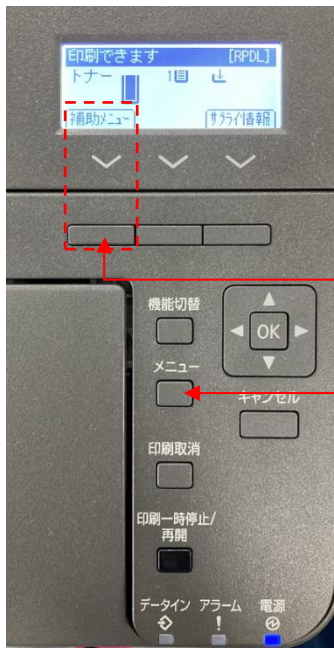 印刷できます [RPDL]
トナー 1
補助メニュー サプライ情報
機能切替
OK
メニュー
キャンセル
印刷取消
印刷一時停止/
再開
データイン アラーム 電源
!